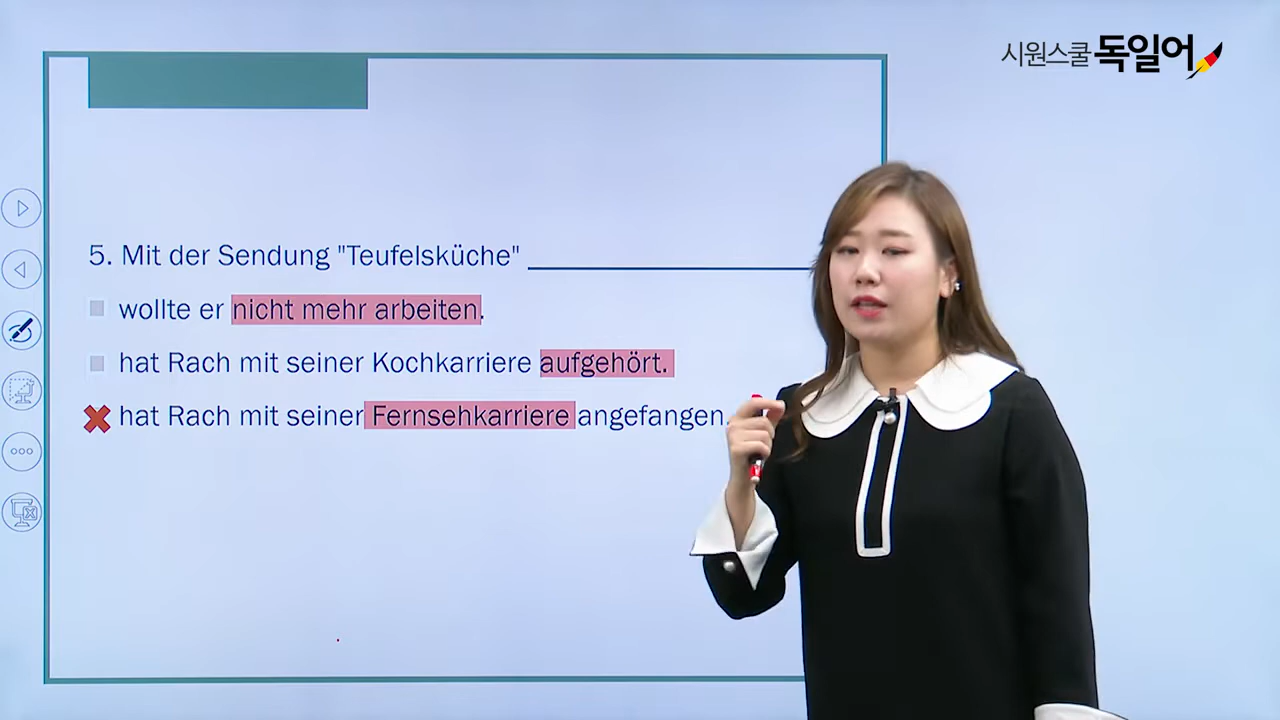 시원스쿨 독일어
5. Mit der Sendung "Teufelsküche"
wollte er nicht mehr arbeiten.
hat Rach mit seiner Kochkarriere aufgehört.
hat Rach mit seiner Fernsehkarriere angefangen.